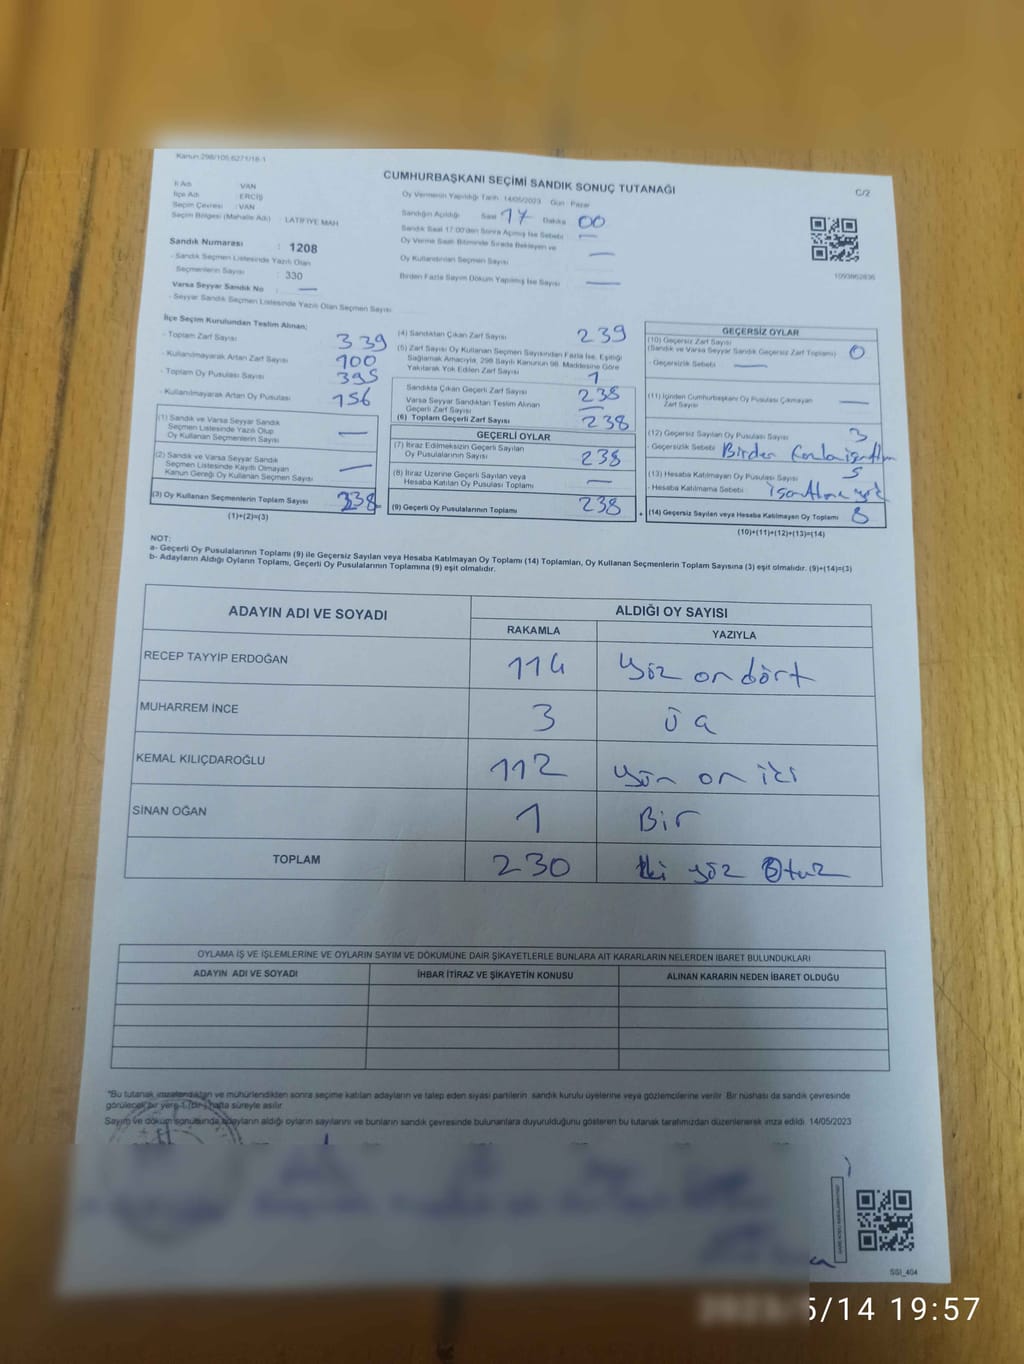 Kanun:298/105,6271/18-1
CUMHURBAŞKANI SEÇİMİ SANDIK SONUÇ TUTANAĞI
C/2
İl Adı : VAN
İlçe Adı : ERCİŞ
Seçim Çevresi : VAN
Seçim Bölgesi (Mahalle Adı) : LATİFİYE MAH
Sandık Numarası : 1208
- Sandık Seçmen Listesinde Yazılı Olan
Seçmenlerin Sayısı : 330
Varsa Seyyar Sandık No : —
- Seyyar Sandık Seçmen Listesinde Yazılı Olan Seçmen Sayısı
Oy Vermenin Yapıldığı Tarih: 14/05/2023 Gün : Pazar
Sandığın Açıldığı Saat 17 Dakika 00
Sandık Saat 17.00'den Sonra Açılmış İse Sebebi —
Oy Verme Saati Bitiminde Sırada Bekleyen ve
Oy Kullandırılan Seçmen Sayısı —
Birden Fazla Sayım Döküm Yapılmış İse Sayısı —
1093862836
İlçe Seçim Kurulundan Teslim Alınan;
- Toplam Zarf Sayısı 339
- Kullanılmayarak Artan Zarf Sayısı 100
- Toplam Oy Pusulası Sayısı 395
- Kullanılmayarak Artan Oy Pusulası 156
(1) Sandık ve Varsa Seyyar Sandık
Seçmen Listesinde Yazılı Olup
Oy Kullanan Seçmenlerin Sayısı —
(2) Sandık ve Varsa Seyyar Sandık
Seçmen Listesinde Kayıtlı Olmayan
Kanun Gereği Oy Kullanan Seçmen Sayısı —
(3) Oy Kullanan Seçmenlerin Toplam Sayısı 238
(1)+(2)=(3)
(4) Sandıktan Çıkan Zarf Sayısı 239
(5) Zarf Sayısı Oy Kullanan Seçmen Sayısından Fazla İse, Eşitliği
Sağlamak Amacıyla, 298 Sayılı Kanunun 98. Maddesine Göre
Yakılarak Yok Edilen Zarf Sayısı 1
Sandıkta Çıkan Geçerli Zarf Sayısı 238
Varsa Seyyar Sandıktan Teslim Alınan
Geçerli Zarf Sayısı —
(6) Toplam Geçerli Zarf Sayısı 238
GEÇERLİ OYLAR
(7) İtiraz Edilmeksizin Geçerli Sayılan
Oy Pusulalarının Sayısı 238
(8) İtiraz Üzerine Geçerli Sayılan veya
Hesaba Katılan Oy Pusulası Toplamı —
(9) Geçerli Oy Pusulalarının Toplamı 238
GEÇERSİZ OYLAR
(10) Geçersiz Zarf Sayısı
(Sandık ve Varsa Seyyar Sandık Geçersiz Zarf Toplamı) 0
- Geçersizlik Sebebi : —
(11) İçinden Cumhurbaşkanı Oy Pusulası Çıkmayan
Zarf Sayısı —
(12) Geçersiz Sayılan Oy Pusulası Sayısı 3
- Geçersizlik Sebebi : Birden
(13) Hesaba Katılmayan Oy Pusulası Sayısı 5
- Hesaba Katılmama Sebebi :
+ (14) Geçersiz Sayılan veya Hesaba Katılmayan Oy Toplamı 8
(10)+(11)+(12)+(13)=(14)
NOT:
a- Geçerli Oy Pusulalarının Toplamı (9) ile Geçersiz Sayılan veya Hesaba Katılmayan Oy Toplamı (14) Toplamları, Oy Kullanan Seçmenlerin Toplam Sayısına (3) eşit olmalıdır. (9)+(14)=(3)
b- Adayların Aldığı Oyların Toplamı, Geçerli Oy Pusulalarının Toplamına (9) eşit olmalıdır.
ADAYIN ADI VE SOYADI
ALDIĞI OY SAYISI
RAKAMLA
YAZIYLA
RECEP TAYYİP ERDOĞAN 114 yüz on dört
MUHARREM İNCE 3 üç
KEMAL KILIÇDAROĞLU 112 yüz on iki
SİNAN OĞAN 1 Bir
TOPLAM 230 iki yüz Otuz
OYLAMA İŞ VE İŞLEMLERİNE VE OYLARIN SAYIM VE DÖKÜMÜNE DAİR ŞİKAYETLERLE BUNLARA AİT KARARLARIN NELERDEN İBARET BULUNDUKLARI
ADAYIN ADI VE SOYADI
İHBAR İTİRAZ VE ŞİKAYETİN KONUSU
ALINAN KARARIN NEDEN İBARET OLDUĞU
"Bu tutanak imzalandıktan ve mühürlendikten sonra seçime katılan adayların ve talep eden siyasi partilerin sandık kurulu üyelerine veya gözlemcilerine verilir. Bir nüshası da sandık çevresinde
görülecek bir yere 1 (bir) hafta süreyle asılır.
Sayım ve döküm sonucunda adayların aldığı oyların sayılarını ve bunların sandık çevresinde bulunanlara duyurulduğunu gösteren bu tutanak tarafımızdan düzenlenerek imza edildi. 14/05/2023
SSI_404
5/14 19:57